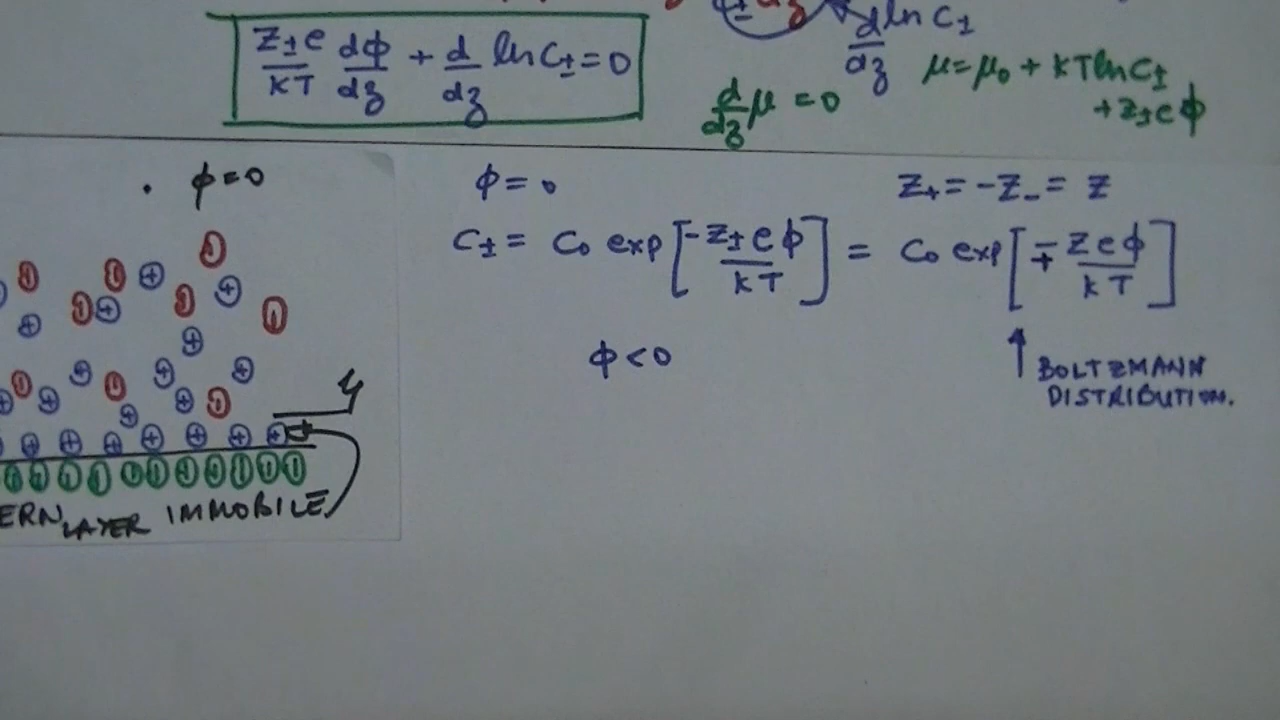 d/dz ln C±
Z±e/kT dφ/dz + d/dz ln C± = 0
μ = μ₀ + kT ln C± + Z±eφ
d/dz μ = 0
. φ = 0
φ = 0
Z₊ = -Z₋ = Z
C± = C₀ exp[-Z±eφ/kT] = C₀ exp[∓Zeφ/kT]
φ < 0
↑ BOLTZMANN
DISTRIBUTION.
ERN LAYER IMMOBILE